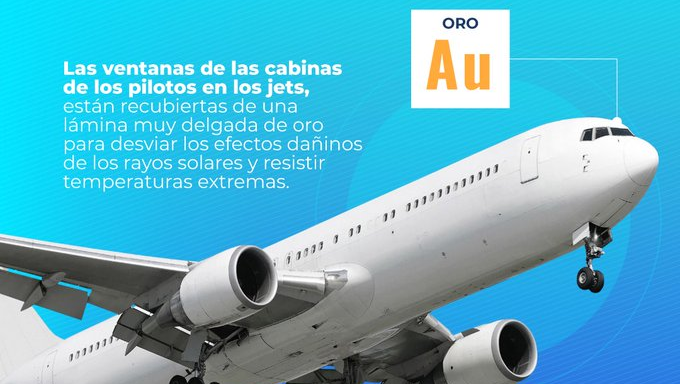 ORO
Au
Las ventanas de las cabinas
de los pilotos en los jets,
están recubiertas de una
lámina muy delgada de oro
para desviar los efectos dañinos
de los rayos solares y resistir
temperaturas extremas.